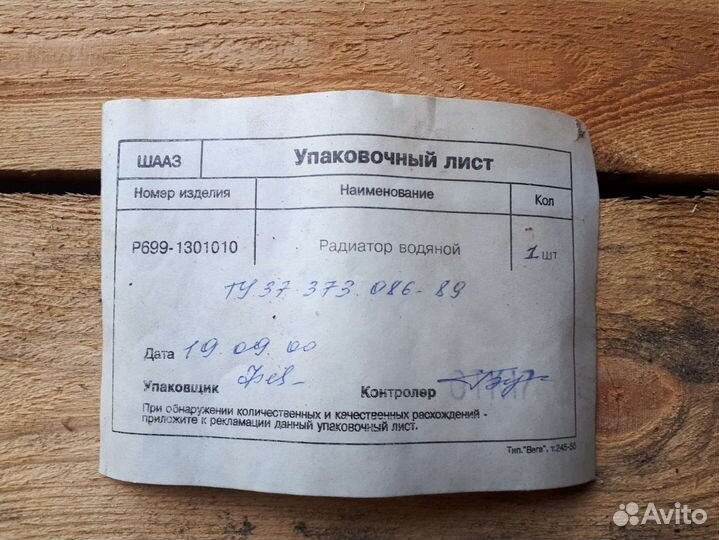 ШААЗ Упаковочный лист
Номер изделия Наименование Кол
Р699-1301010 Радиатор водяной 1 шт
ТУ 37.373.086-89
Дата 19.09.00
Упаковщик
Контролер
При обнаружении количественных и качественных расхождений -
приложите к рекламации данный упаковочный лист.
Тип."Вега". т.245-50
Avito